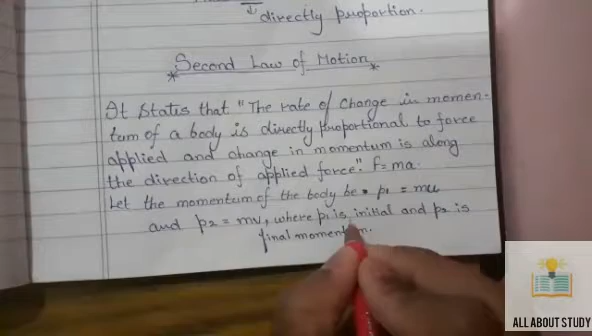 directly proportion.
Second Law of Motion
It states that "The rate of change in momen-
tum of a body is directly proportional to force
applied and change in momentum is along
the direction of applied force". F=ma.
Let the momentum of the body be p1 = mu
and p2 = mv, where p1 is initial and p2 is
final momentum.
ALL ABOUT STUDY